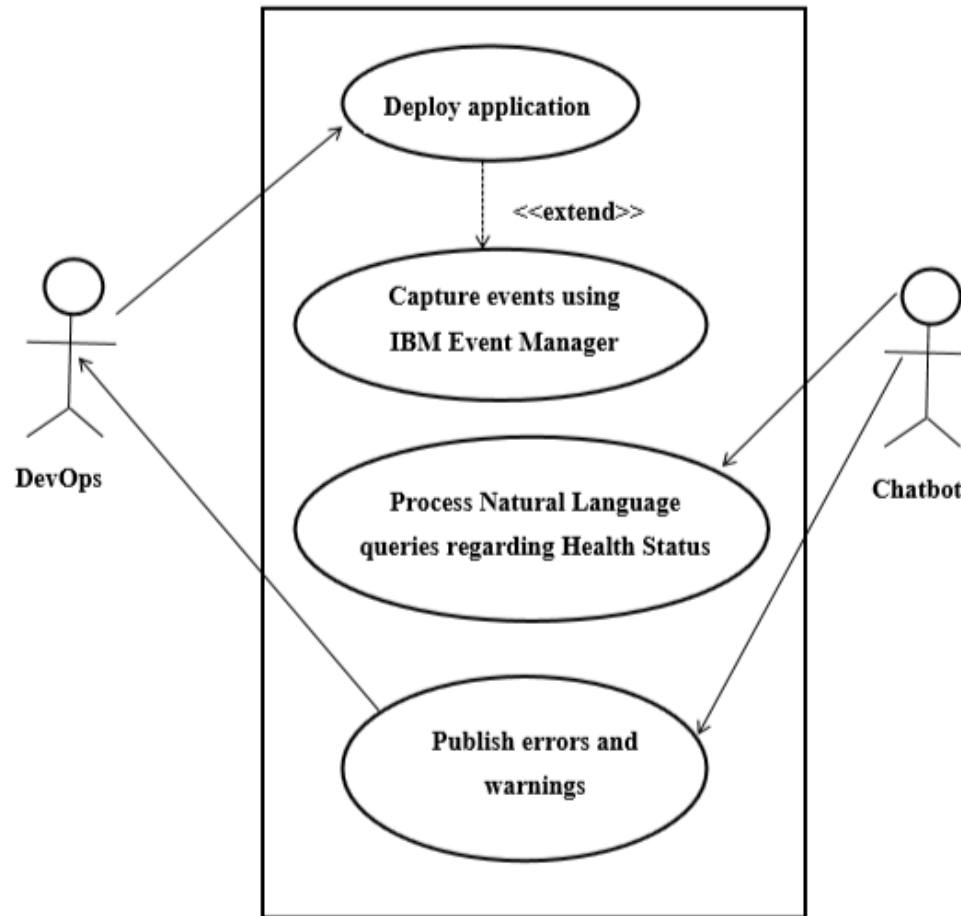 Deploy application
<<extend>>
Capture events using
IBM Event Manager
DevOps
Process Natural Language
queries regarding Health Status
Chatbot
Publish errors and
warnings